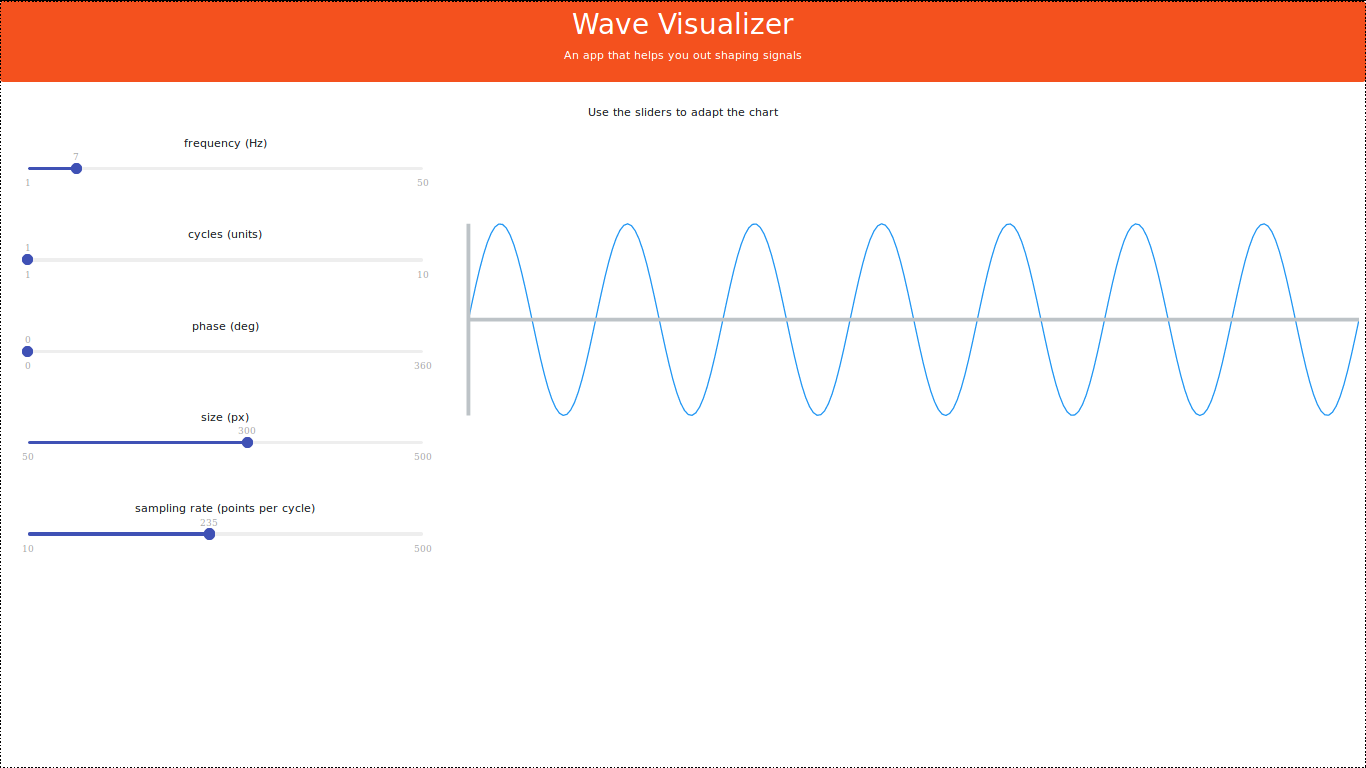 Wave Visualizer
An app that helps you out shaping signals
Use the sliders to adapt the chart
frequency (Hz)
7
1 50
cycles (units)
1
1 10
phase (deg)
0
0 360
size (px)
300
50 500
sampling rate (points per cycle)
235
10 500